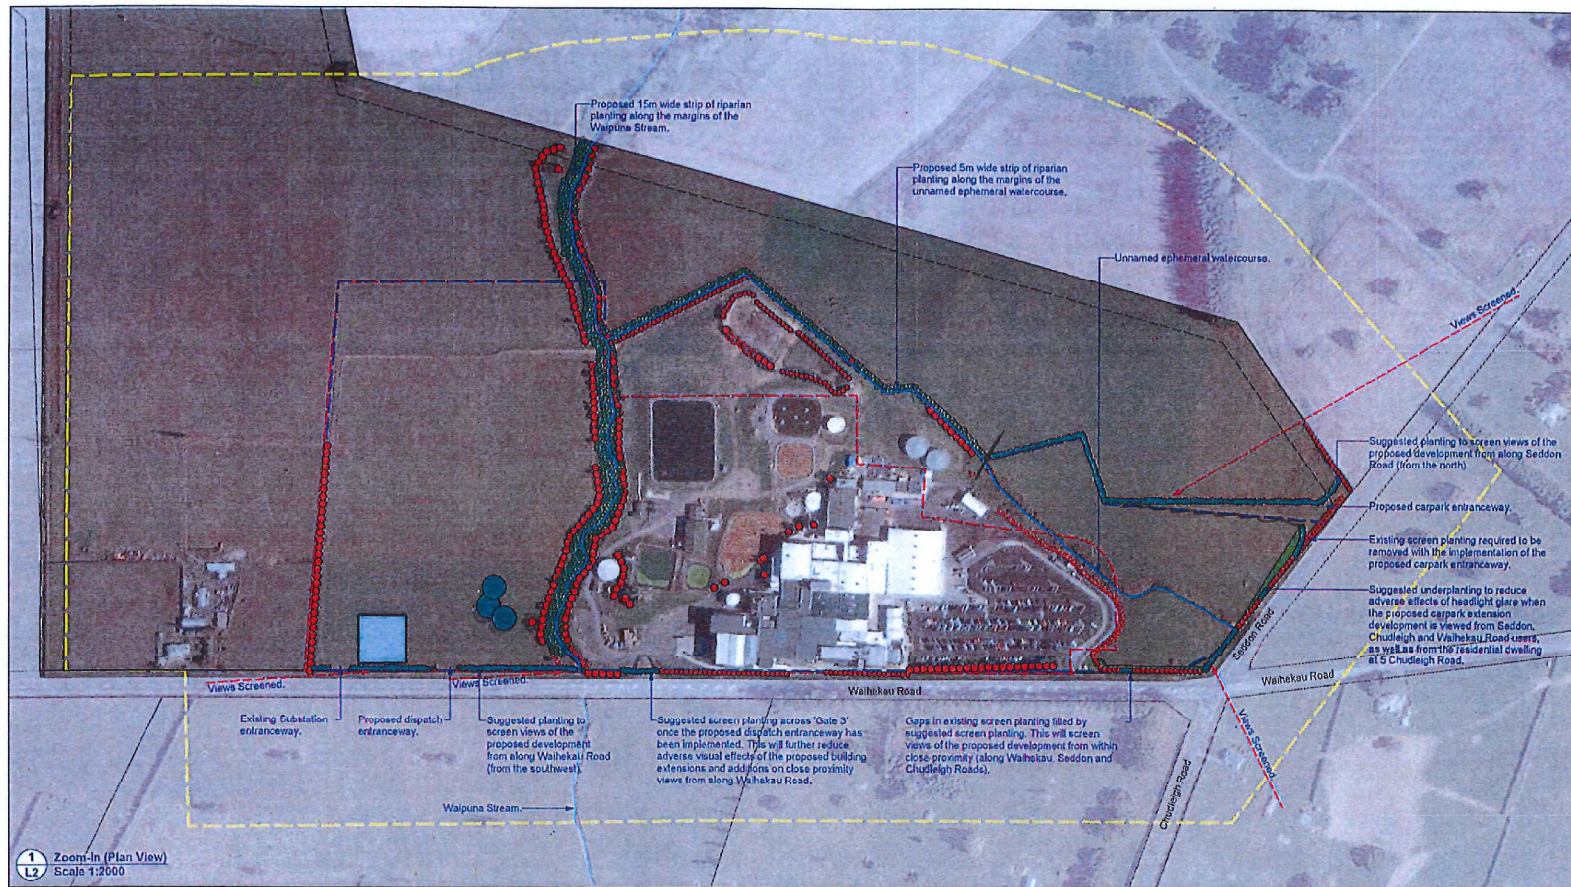 Proposed 15m wide strip of riparian
planting along the margins of the
Waipuna Stream.
Proposed 5m wide strip of riparian
planting along the margins of the
unnamed ephemeral watercourse.
Unnamed ephemeral watercourse.
Views Screened.
Suggested planting to screen views of the
proposed development from along Seddon
Road (from the north).
Proposed carpark entranceway.
Existing screen planting required to be
removed with the implementation of the
proposed carpark entranceway.
Suggested underplanting to reduce
adverse effects of headlight glare when
the proposed carpark extension
development is viewed from Seddon,
Chudleigh and Waihekau Road users,
as well as from the residential dwelling
at 5 Chudleigh Road.
Seddon Road
Waihekau Road
Waihekau Road
Views Screened.
Views Screened.
Existing Substation
entranceway.
Proposed dispatch
entranceway.
Suggested planting to
screen views of the
proposed development
from along Waihekau Road
(from the southwest).
Suggested screen planting across 'Gate 3'
once the proposed dispatch entranceway has
been implemented. This will further reduce
adverse visual effects of the proposed building
extensions and additions on close proximity
views from along Waihekau Road.
Gaps in existing screen planting filled by
suggested screen planting. This will screen
views of the proposed development from within
close proximity (along Waihekau, Seddon and
Chudleigh Roads).
Views Screened.
Chudleigh Road
Waipuna Stream.
1
L2
Zoom-In (Plan View)
Scale 1:2000